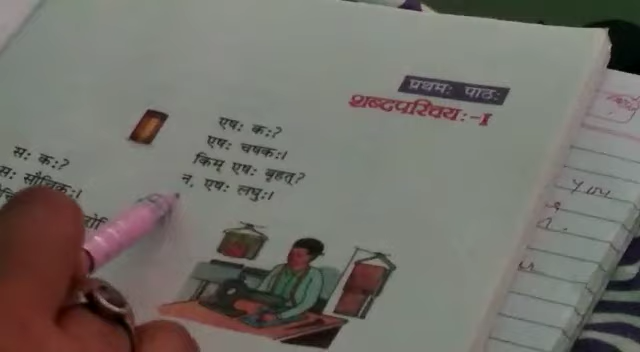 प्रथमः पाठः
शब्दपरिचयः-I
एषः कः?
एषः चषकः।
किम् एषः बृहत्?
न, एषः लघुः।
सः कः?
सः सौचिकः।